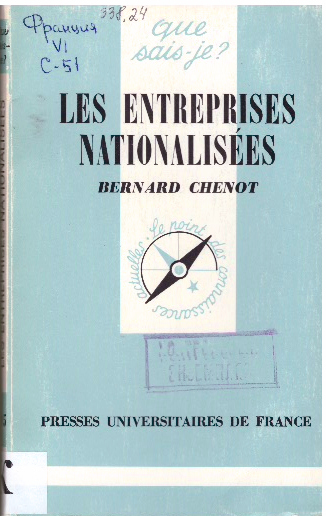 338,24
Франция
VI
C-51
que
sais-je?
LES ENTREPRISES
NATIONALISÉES
BERNARD CHENOT
Le point des connaissances actuelles
PRESSES UNIVERSITAIRES DE FRANCE